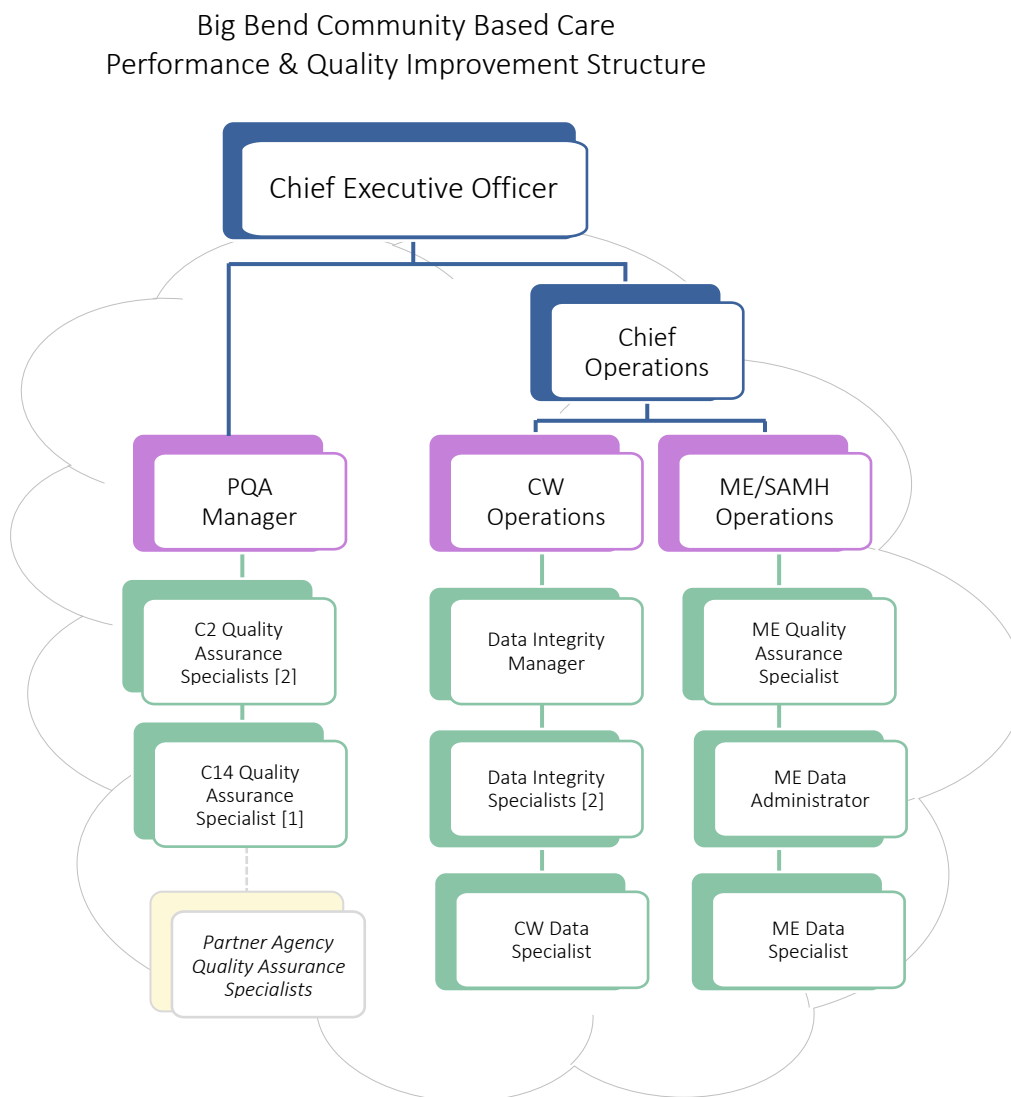 Big Bend Community Based Care
Performance & Quality Improvement Structure
Chief Executive Officer
Chief
Operations
PQA
Manager
CW
Operations
ME/SAMH
Operations
C2 Quality
Assurance
Specialists [2]
Data Integrity
Manager
ME Quality
Assurance
Specialist
C14 Quality
Assurance
Specialist [1]
Data Integrity
Specialists [2]
ME Data
Administrator
Partner Agency
Quality Assurance
Specialists
CW Data
Specialist
ME Data
Specialist